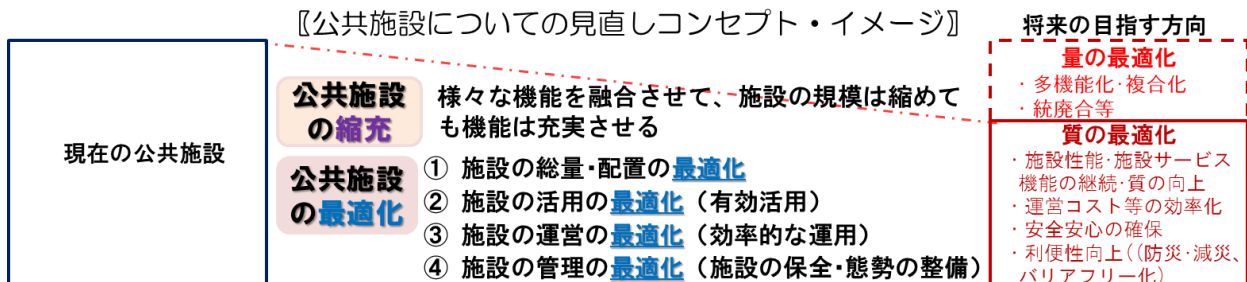 〖公共施設についての見直しコンセプト・イメージ〗
将来の目指す方向
現在の公共施設
公共施設
の縮充
様々な機能を融合させて、施設の規模は縮めて
も機能は充実させる
公共施設
の最適化
① 施設の総量・配置の最適化
② 施設の活用の最適化（有効活用）
③ 施設の運営の最適化（効率的な運用）
④ 施設の管理の最適化（施設の保全・態勢の整備）
量の最適化
・多機能化・複合化
・統廃合等
質の最適化
・施設性能・施設サービス
機能の継続・質の向上
・運営コスト等の効率化
・安全安心の確保
・利便性向上((防災・減災、
バリアフリー化)